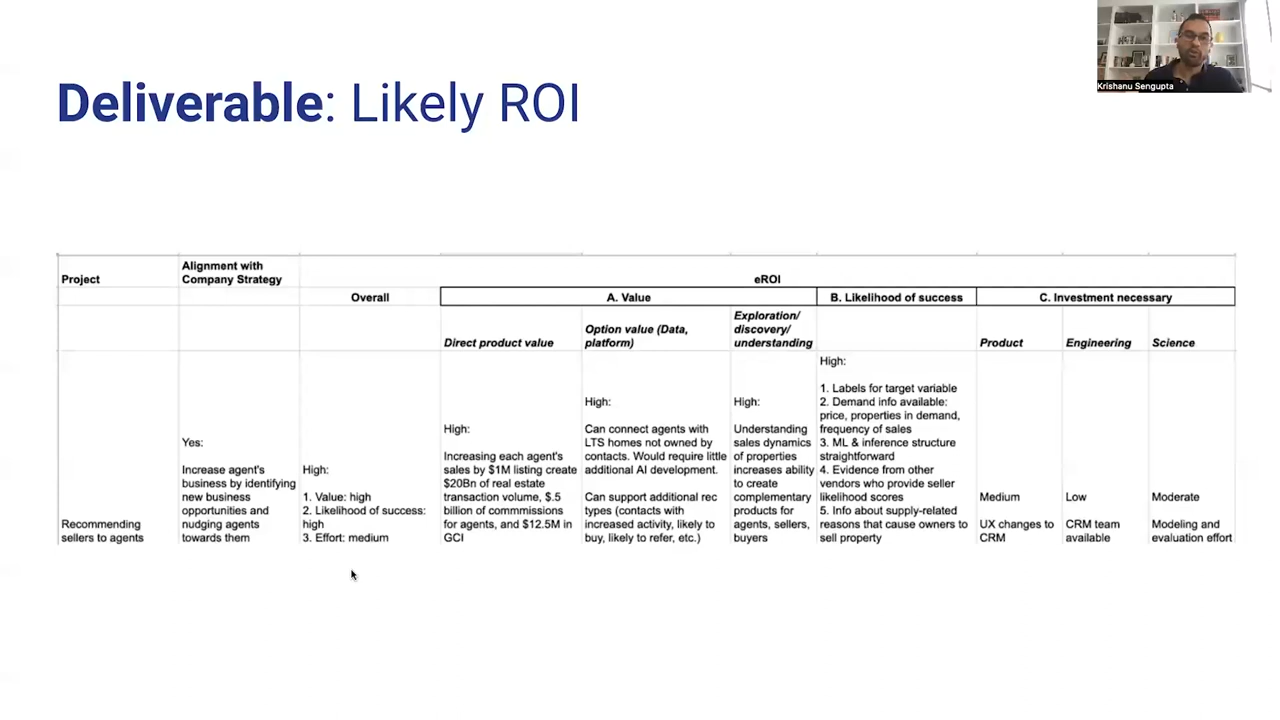 Krishanu Sengupta
Deliverable: Likely ROI
Project
Alignment with
Company Strategy
eROI
Overall
A. Value
B. Likelihood of success
C. Investment necessary
Direct product value
Option value (Data,
platform)
Exploration/
discovery/
understanding
Product
Engineering
Science
Recommending
sellers to agents
Yes:
Increase agent's
business by identifying
new business
opportunities and
nudging agents
towards them
High:
1. Value: high
2. Likelihood of success:
high
3. Effort: medium
High:
Increasing each agent's
sales by $1M listing create
$20Bn of real estate
transaction volume, $.5
billion of commmissions
for agents, and $12.5M in
GCI
High:
Can connect agents with
LTS homes not owned by
contacts. Would require little
additional AI development.
Can support additional rec
types (contacts with
increased activity, likely to
buy, likely to refer, etc.)
High:
Understanding
sales dynamics
of properties
increases ability
to create
complementary
products for
agents, sellers,
buyers
High:
1. Labels for target variable
2. Demand info available:
price, properties in demand,
frequency of sales
3. ML & inference structure
straightforward
4. Evidence from other
vendors who provide seller
likelihood scores
5. Info about supply-related
reasons that cause owners to
sell property
Medium
UX changes to
CRM
Low
CRM team
available
Moderate
Modeling and
evaluation effort